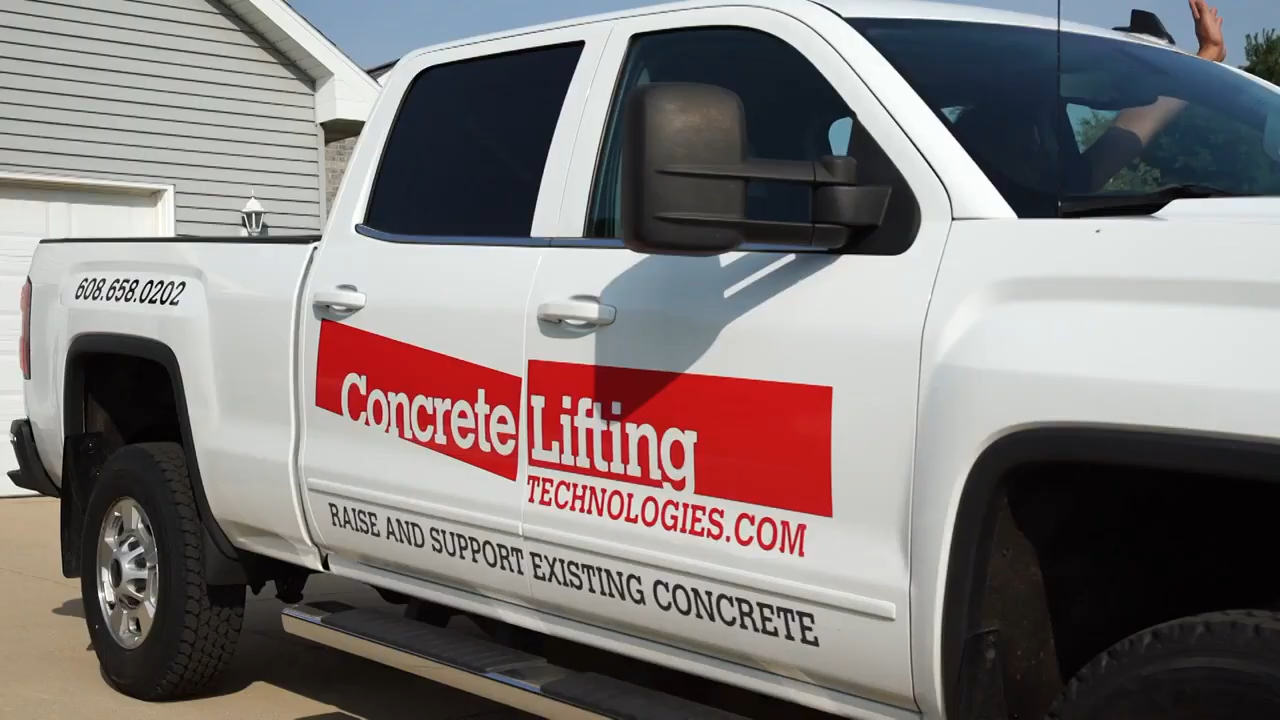 608.658.0202
Concrete Lifting
TECHNOLOGIES.COM
RAISE AND SUPPORT EXISTING CONCRETE